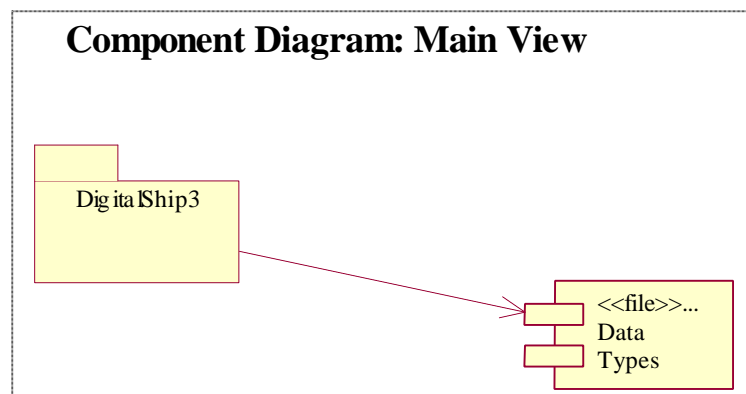 Component Diagram: Main View
DigitalShip3
<<file>>...
Data
Types